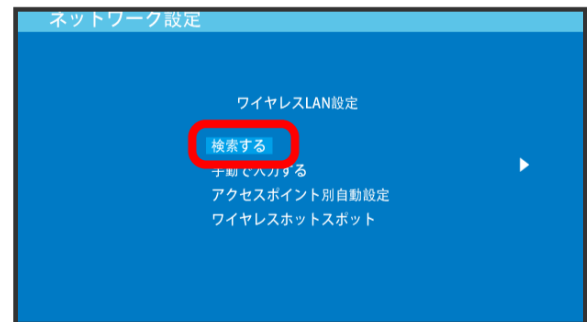 ネットワーク設定
ワイヤレスLAN設定
検索する
手動で入力する
アクセスポイント別自動設定
ワイヤレスホットスポット